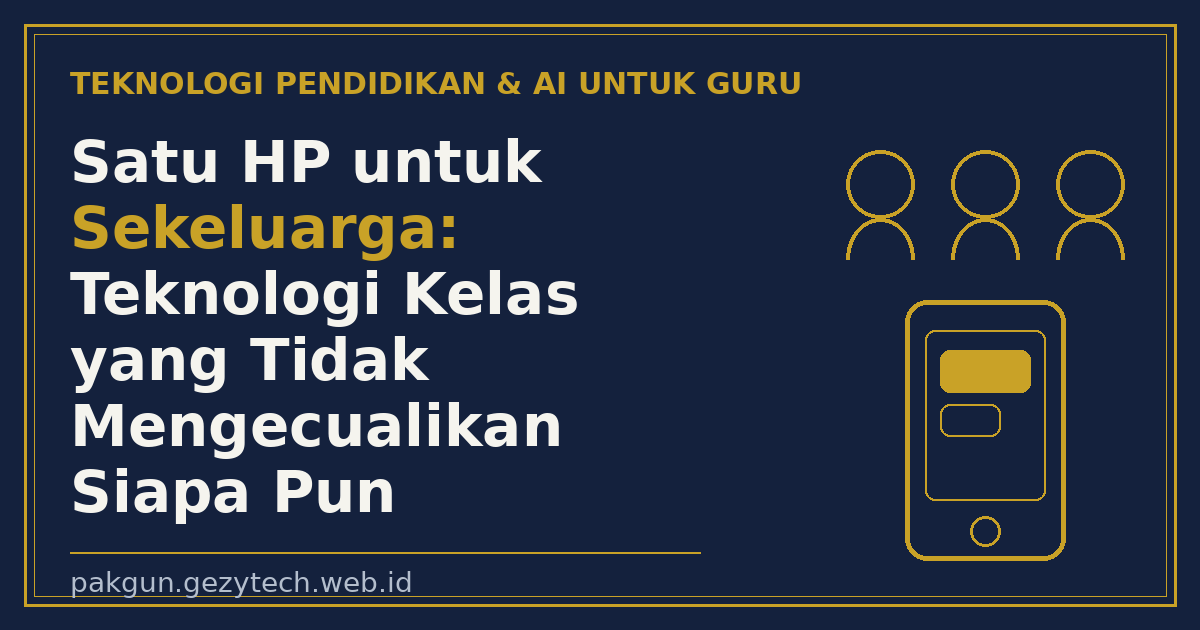 TEKNOLOGI PENDIDIKAN & AI UNTUK GURU
Satu HP untuk
Sekeluarga:
Teknologi Kelas
yang Tidak
Mengecualikan
Siapa Pun
pakgun.gezytech.web.id